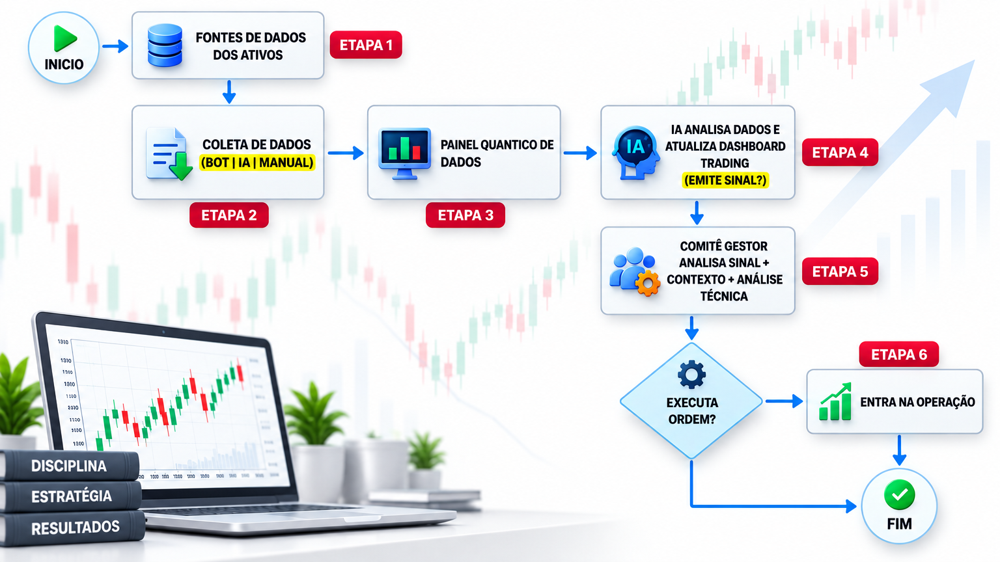 INICIO
FONTES DE DADOS
DOS ATIVOS
ETAPA 1
COLETA DE DADOS
(BOT | IA | MANUAL)
ETAPA 2
PAINEL QUANTICO DE
DADOS
ETAPA 3
IA
IA ANALISA DADOS E
ATUALIZA DASHBOARD
TRADING
(EMITE SINAL?)
ETAPA 4
COMITÊ GESTOR
ANALISA SINAL +
CONTEXTO + ANÁLISE
TÉCNICA
ETAPA 5
EXECUTA
ORDEM?
ETAPA 6
ENTRA NA OPERAÇÃO
FIM
DISCIPLINA
ESTRATÉGIA
RESULTADOS